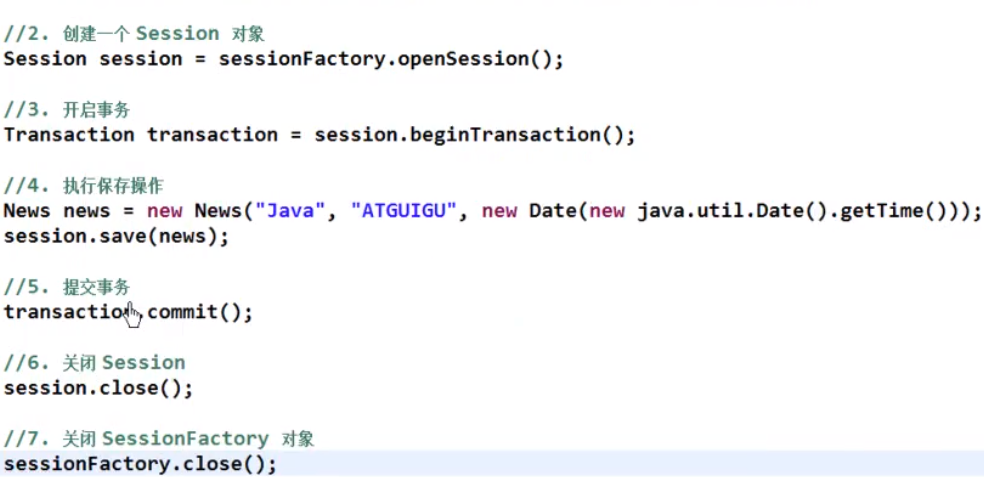 //2. 创建一个 Session 对象
Session session = sessionFactory.openSession();
//3. 开启事务
Transaction transaction = session.beginTransaction();
//4. 执行保存操作
News news = new News("Java", "ATGUIGU", new Date(new java.util.Date().getTime()));
session.save(news);
//5. 提交事务
transaction.commit();
//6. 关闭 Session
session.close();
//7. 关闭 SessionFactory 对象
sessionFactory.close();